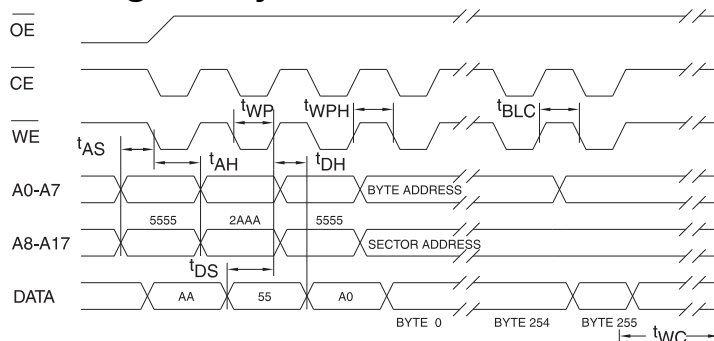 OE
CE
tWP tWPH tBLC
WE
tAS
tAH tDH
A0-A7 BYTE ADDRESS
5555 2AAA 5555
A8-A17 SECTOR ADDRESS
tDS
DATA AA 55 A0
BYTE 0 BYTE 254 BYTE 255
tWC